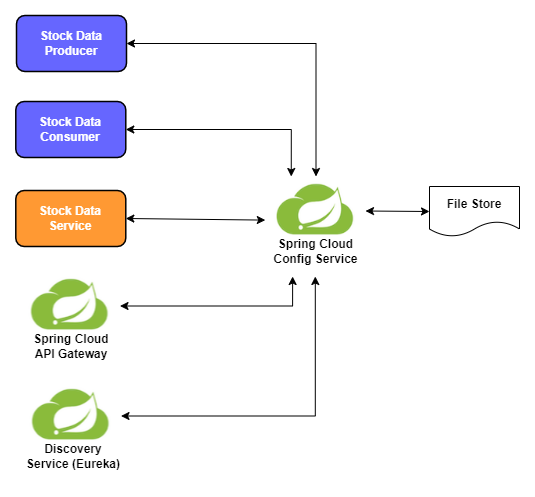 Stock Data
Producer
Stock Data
Consumer
Stock Data
Service
Spring Cloud
Config Service
File Store
Spring Cloud
API Gateway
Discovery
Service (Eureka)